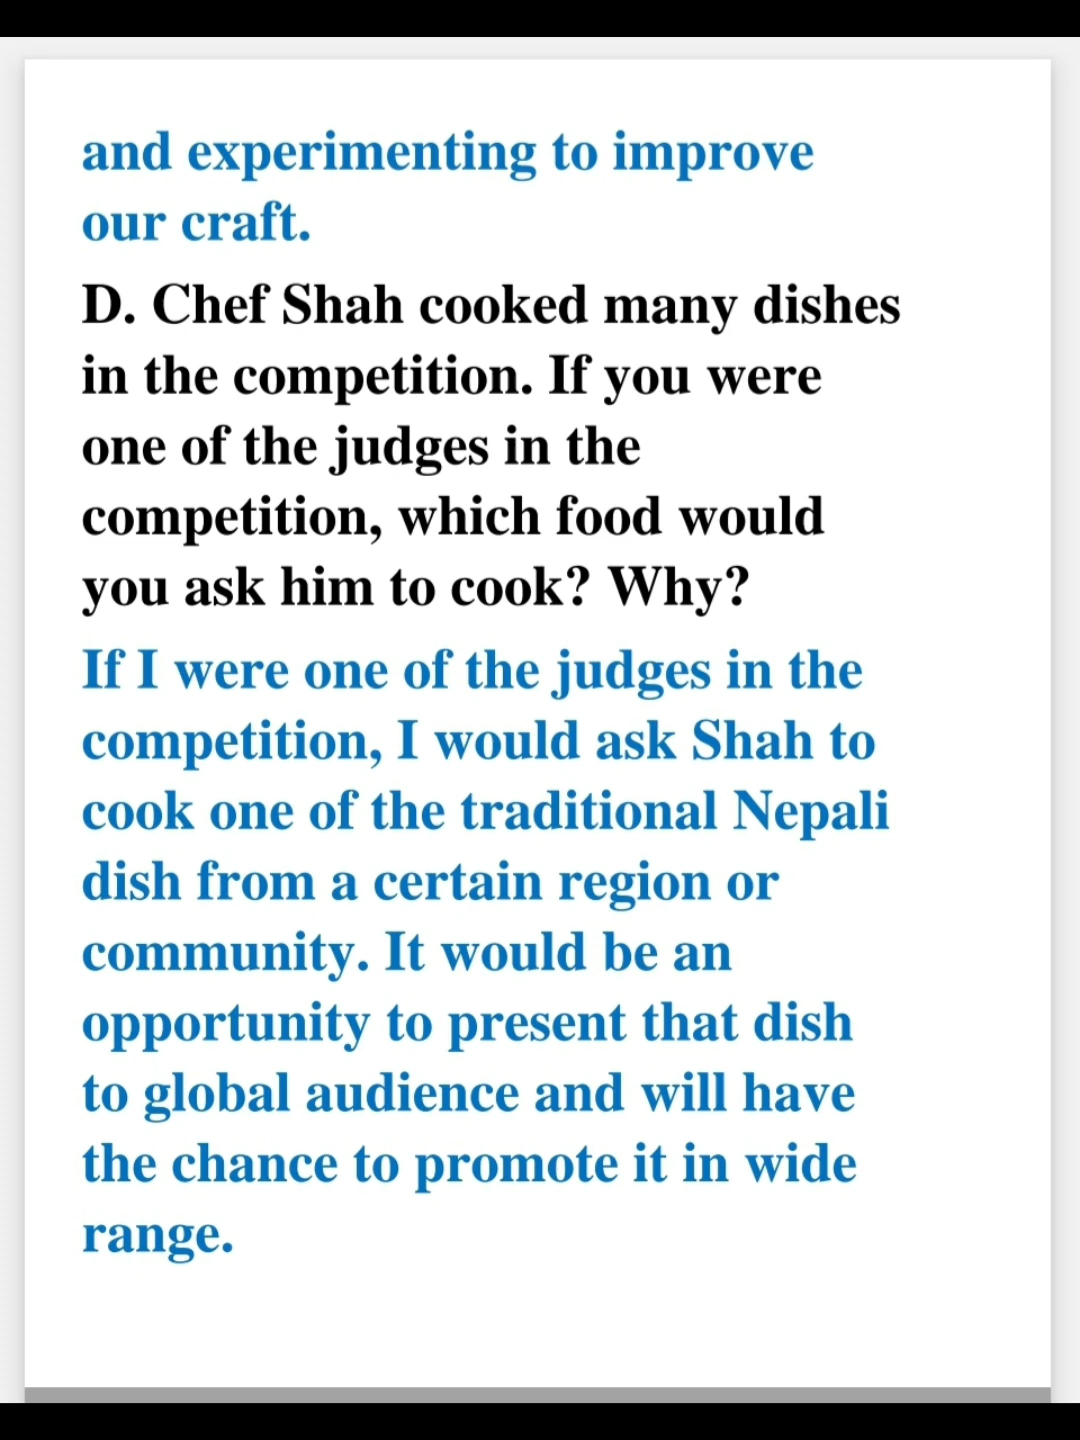 and experimenting to improve
our craft.
D. Chef Shah cooked many dishes
in the competition. If you were
one of the judges in the
competition, which food would
you ask him to cook? Why?
If I were one of the judges in the
competition, I would ask Shah to
cook one of the traditional Nepali
dish from a certain region or
community. It would be an
opportunity to present that dish
to global audience and will have
the chance to promote it in wide
range.